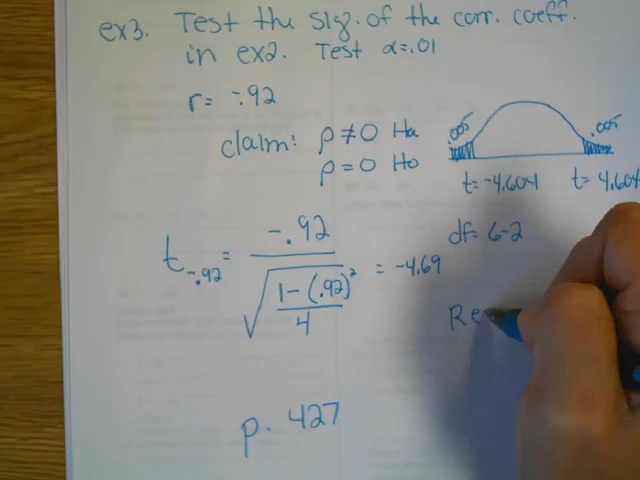 ex3. Test the sig. of the corr. coeff.
in ex2. Test α=.01
r= -.92
claim: ρ ≠ 0 Ha
ρ = 0 Ho
.005 .005
t=-4.604 t= 4.604
t-.92 = -.92 / √(1-(.92)² / 4) = -4.69
df= 6-2
Re
p. 427